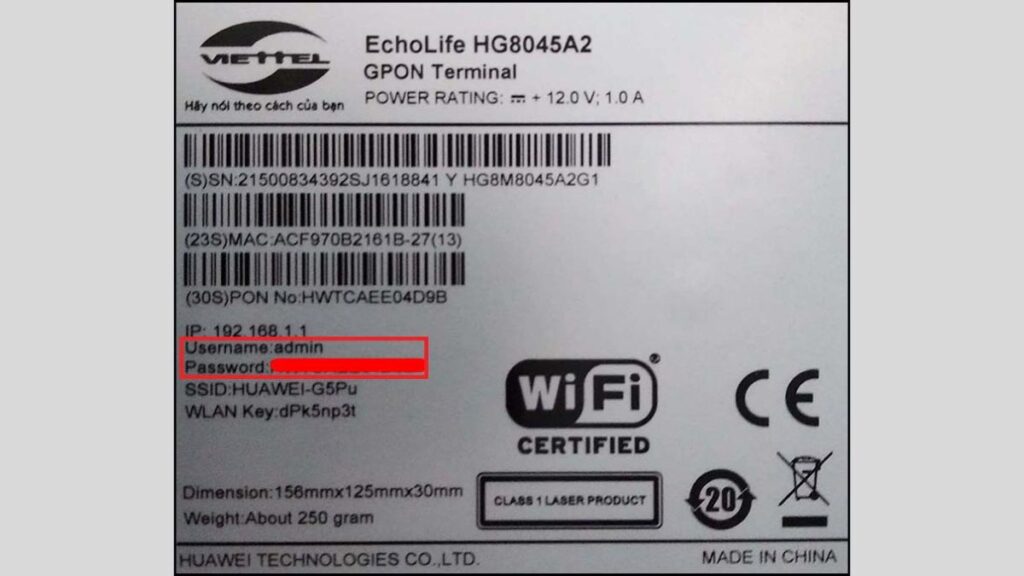 VIETTEL
Hãy nói theo cách của bạn
EchoLife HG8045A2
GPON Terminal
POWER RATING: ⎓ + 12.0 V; 1.0 A
(S)SN:21500834392SJ1618841 Y HG8M8045A2G1
(23S)MAC:ACF970B2161B-27(13)
(30S)PON No:HWTCAEE04D9B
IP: 192.168.1.1
Username:admin
Password:
SSID:HUAWEI-G5Pu
WLAN Key:dPk5np3t
WiFi®
CERTIFIED
CE
Dimension:156mmx125mmx30mm
Weight:About 250 gram
CLASS 1 LASER PRODUCT
20
HUAWEI TECHNOLOGIES CO.,LTD.
MADE IN CHINA